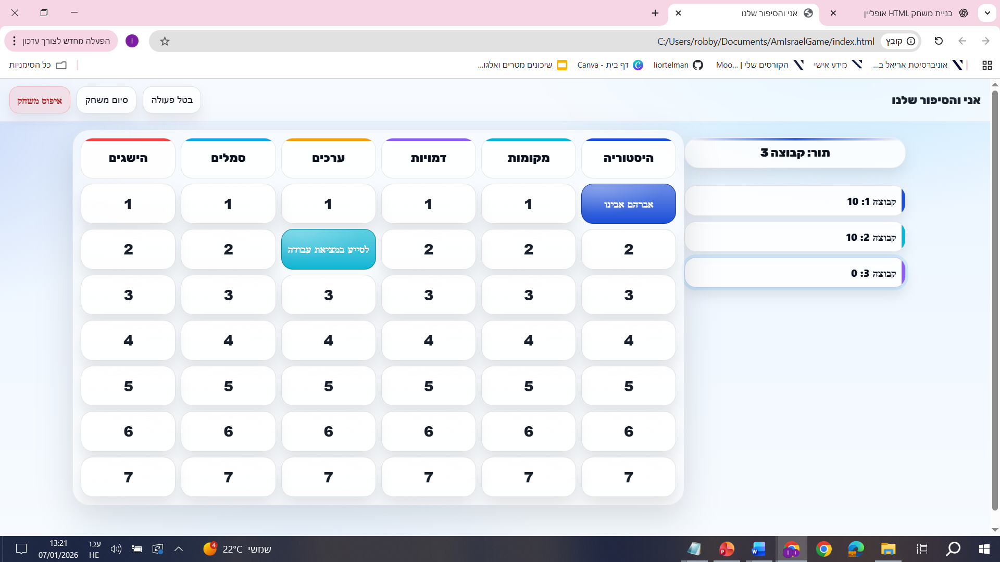 בניית משחק HTML אופליין
אני והסיפור שלנו
קובץ C:/Users/robby/Documents/AmIsraelGame/index.html
הפעלה מחדש לצורך עדכון
אוניברסיטת אריאל ב...
מידע אישי
הקורסים שלי | Moo...
liortelman
דף בית - Canva
שיכונים מטרים ואלגו...
כל הסימניות
אני והסיפור שלנו
בטל פעולה
סיום משחק
איפוס משחק
תור: קבוצה 3
קבוצה 1: 10
קבוצה 2: 10
קבוצה 3: 0
היסטוריה מקומות דמויות ערכים סמלים הישגים
אברהם אבינו 1 1 1 1 1
2 2 2 לסייע במציאת עבודה 2 2
3 3 3 3 3 3
4 4 4 4 4 4
5 5 5 5 5 5
6 6 6 6 6 6
7 7 7 7 7 7
שמשי 22°C
4
עבר
HE
13:21
07/01/2026